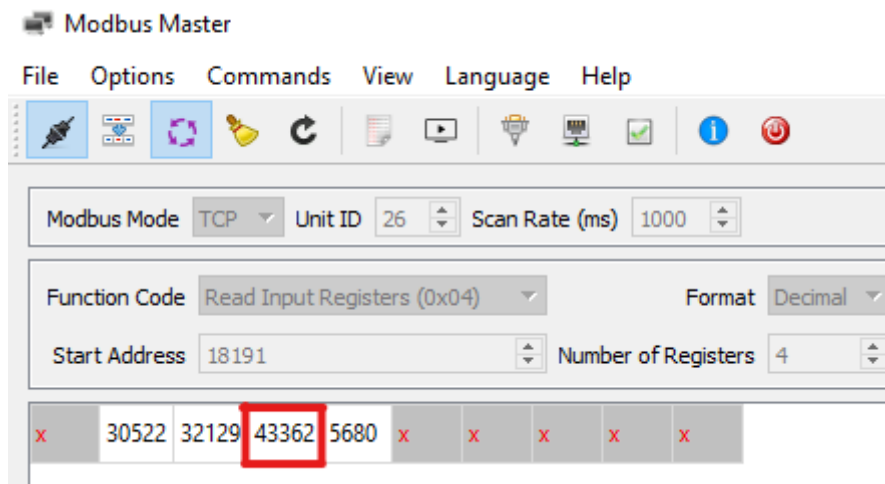 Modbus Master
File Options Commands View Language Help
Modbus Mode TCP Unit ID 26 Scan Rate (ms) 1000
Function Code Read Input Registers (0x04) Format Decimal
Start Address 18191 Number of Registers 4
x 30522 32129 43362 5680 x x x x x